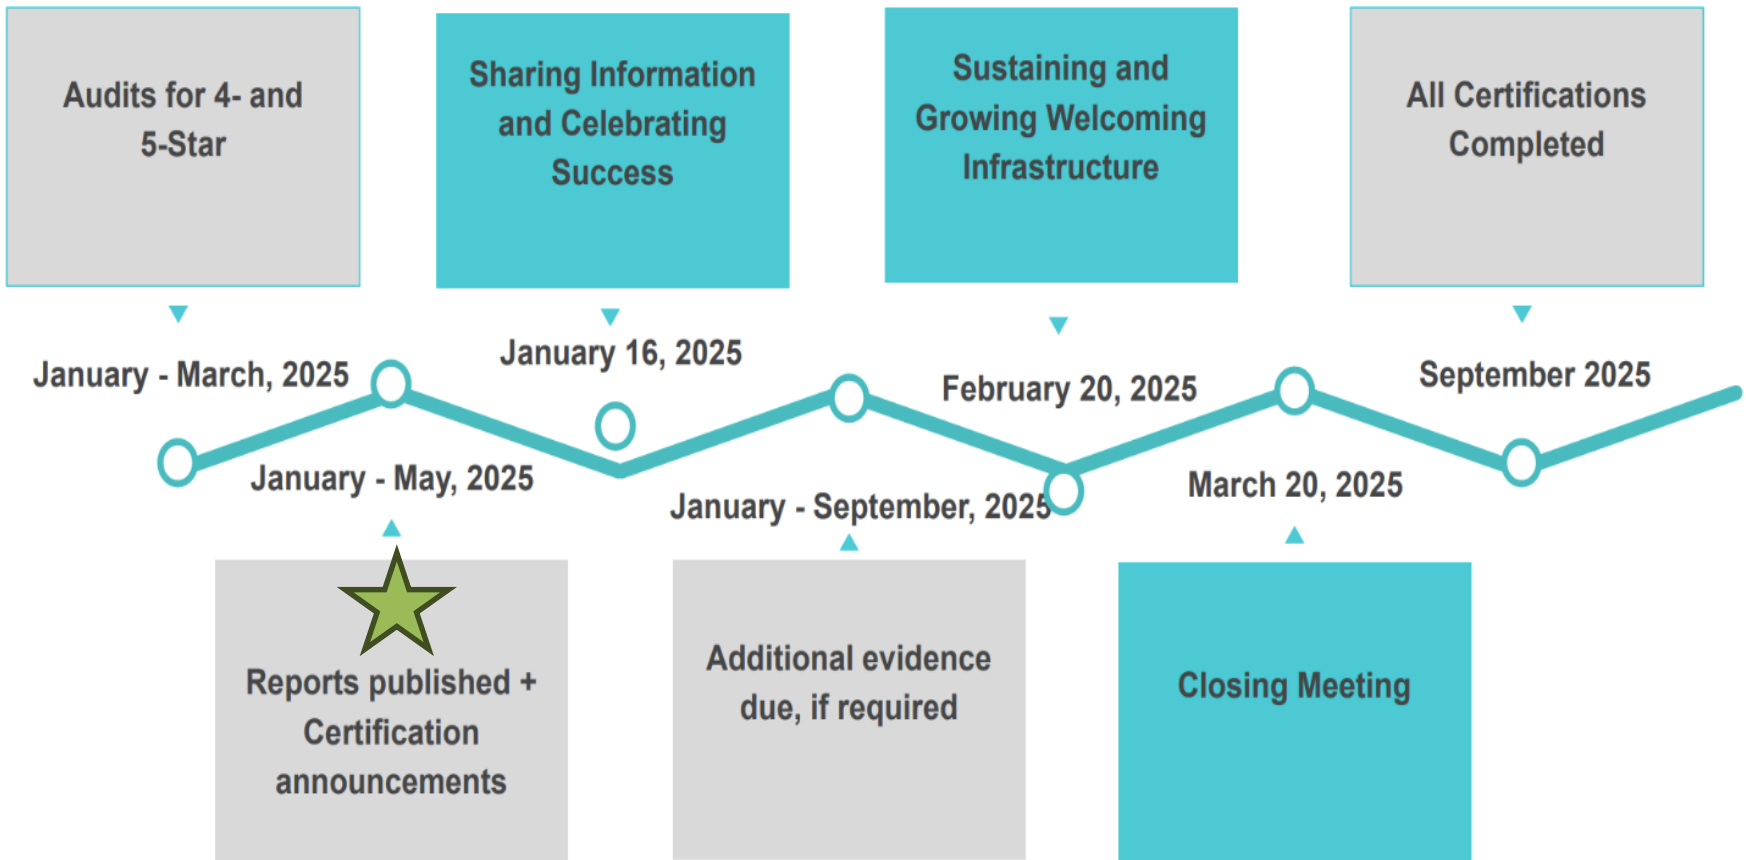 Audits for 4- and
5-Star
Sharing Information
and Celebrating
Success
Sustaining and
Growing Welcoming
Infrastructure
All Certifications
Completed
January - March, 2025
January 16, 2025
February 20, 2025
September 2025
January - May, 2025
January - September, 2025
March 20, 2025
Reports published +
Certification
announcements
Additional evidence
due, if required
Closing Meeting